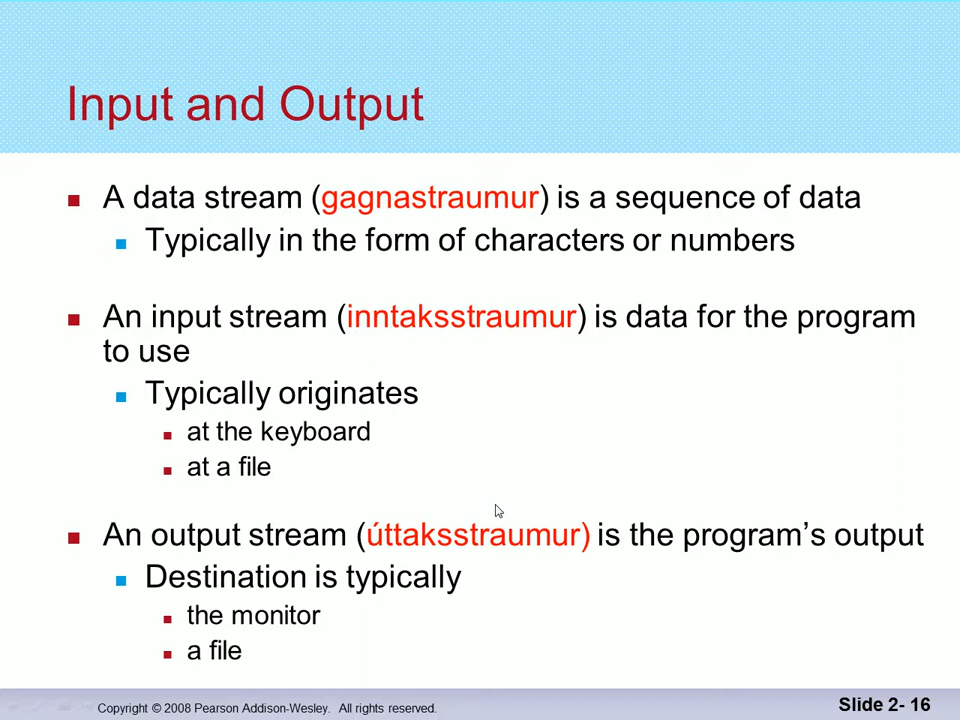 Input and Output
A data stream (gagnastraumur) is a sequence of data
Typically in the form of characters or numbers
An input stream (inntaksstraumur) is data for the program
to use
Typically originates
at the keyboard
at a file
An output stream (úttaksstraumur) is the program’s output
Destination is typically
the monitor
a file
Copyright © 2008 Pearson Addison-Wesley. All rights reserved.
Slide 2- 16